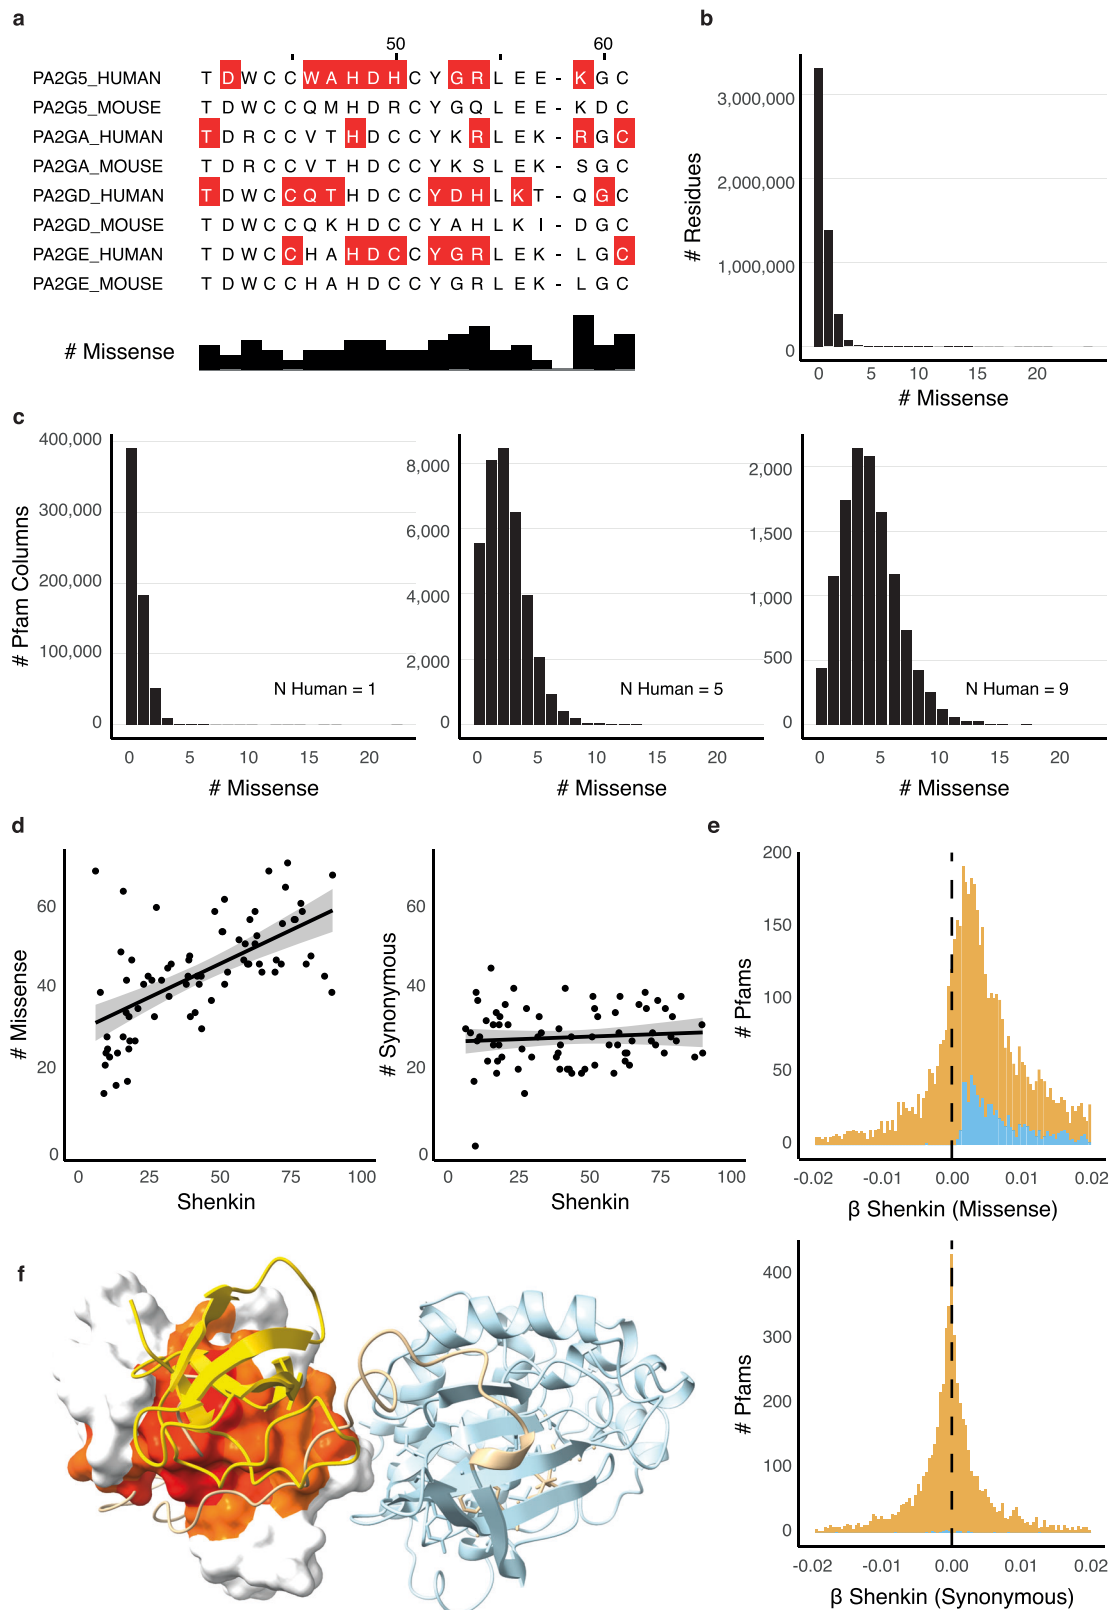 a
50 60
PA2G5_HUMAN T D W C C W A H D H C Y G R L E E - K G C
PA2G5_MOUSE T D W C C Q M H D R C Y G Q L E E - K D C
PA2GA_HUMAN T D R C C V T H D C C Y K R L E K - R G C
PA2GA_MOUSE T D R C C V T H D C C Y K S L E K - S G C
PA2GD_HUMAN T D W C C Q T H D C C Y D H L K T - Q G C
PA2GD_MOUSE T D W C C Q K H D C C Y A H L K I - D G C
PA2GE_HUMAN T D W C C H A H D C C Y G R L E K - L G C
PA2GE_MOUSE T D W C C H A H D C C Y G R L E K - L G C
# Missense
b
# Residues
3,000,000
2,000,000
1,000,000
0
0 5 10 15 20
# Missense
c
# Pfam Columns
400,000
300,000
200,000
100,000
0
N Human = 1
0 5 10 15 20
# Missense
8,000
6,000
4,000
2,000
0
N Human = 5
0 5 10 15 20
# Missense
2,000
1,500
1,000
500
0
N Human = 9
0 5 10 15 20
# Missense
d
# Missense
60
40
20
0
0 25 50 75 100
Shenkin
# Synonymous
60
40
20
0
0 25 50 75 100
Shenkin
e
# Pfams
200
150
100
50
0
-0.02 -0.01 0.00 0.01 0.02
β Shenkin (Missense)
# Pfams
400
300
200
100
0
-0.02 -0.01 0.00 0.01 0.02
β Shenkin (Synonymous)
f